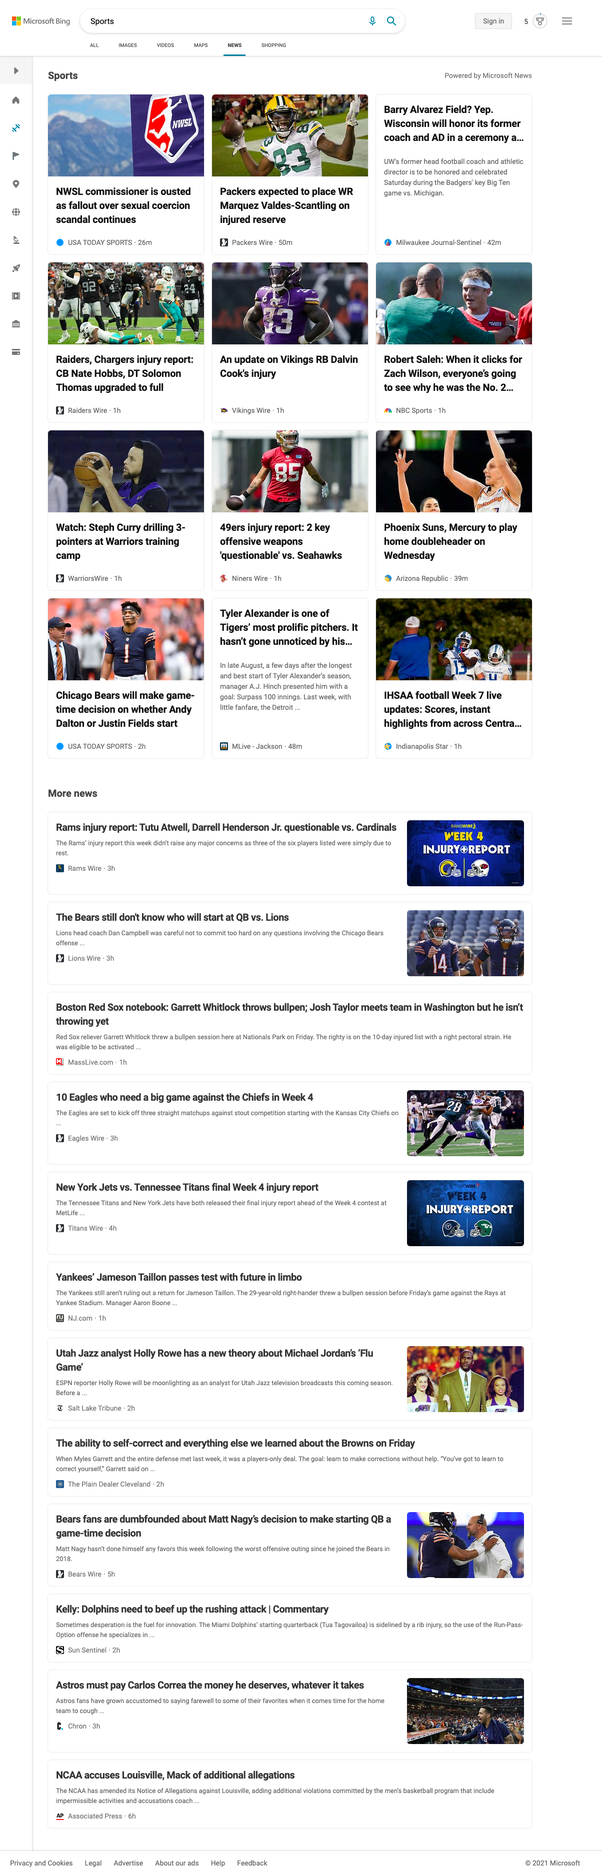 Microsoft Bing
Sports
Sign in
5
ALL IMAGES VIDEOS MAPS NEWS SHOPPING
Sports
Powered by Microsoft News
NWSL
NWSL commissioner is ousted
as fallout over sexual coercion
scandal continues
USA TODAY SPORTS · 26m
83
Packers expected to place WR
Marquez Valdes-Scantling on
injured reserve
Packers Wire · 50m
Barry Alvarez Field? Yep.
Wisconsin will honor its former
coach and AD in a ceremony a...
UW's former head football coach and athletic
director is to be honored and celebrated
Saturday during the Badgers' key Big Ten
game vs. Michigan.
Milwaukee Journal-Sentinel · 42m
92
24
Raiders, Chargers injury report:
CB Nate Hobbs, DT Solomon
Thomas upgraded to full
Raiders Wire · 1h
33
An update on Vikings RB Dalvin
Cook's injury
Vikings Wire · 1h
Robert Saleh: When it clicks for
Zach Wilson, everyone's going
to see why he was the No. 2...
NBC Sports · 1h
Watch: Steph Curry drilling 3-
pointers at Warriors training
camp
WarriorsWire · 1h
85
49ers injury report: 2 key
offensive weapons
'questionable' vs. Seahawks
Niners Wire · 1h
Phoenix Suns, Mercury to play
home doubleheader on
Wednesday
Arizona Republic · 39m
1
Chicago Bears will make game-
time decision on whether Andy
Dalton or Justin Fields start
USA TODAY SPORTS · 2h
Tyler Alexander is one of
Tigers' most prolific pitchers. It
hasn't gone unnoticed by his...
In late August, a few days after the longest
and best start of Tyler Alexander's season,
manager A.J. Hinch presented him with a
goal: Surpass 100 innings. Last week, with
little fanfare, the Detroit ...
MLive - Jackson · 48m
13
4
IHSAA football Week 7 live
updates: Scores, instant
highlights from across Centra...
Indianapolis Star · 1h
More news
Rams injury report: Tutu Atwell, Darrell Henderson Jr. questionable vs. Cardinals
The Rams' injury report this week didn't raise any major concerns as three of the six players listed were simply due to
rest.
Rams Wire · 3h
RAMSWIRE
WEEK 4
INJURY+REPORT
The Bears still don't know who will start at QB vs. Lions
Lions head coach Dan Campbell was careful not to commit too hard on any questions involving the Chicago Bears
offense ...
Lions Wire · 3h
14
1
Boston Red Sox notebook: Garrett Whitlock throws bullpen; Josh Taylor meets team in Washington but he isn't
throwing yet
Red Sox reliever Garrett Whitlock threw a bullpen session here at Nationals Park on Friday. The righty is on the 10-day injured list with a right pectoral strain. He
was eligible to be activated ...
MassLive.com · 1h
10 Eagles who need a big game against the Chiefs in Week 4
The Eagles are set to kick off three straight matchups against stout competition starting with the Kansas City Chiefs on
...
Eagles Wire · 3h
28
New York Jets vs. Tennessee Titans final Week 4 injury report
The Tennessee Titans and New York Jets have both released their final injury report ahead of the Week 4 contest at
MetLife ...
Titans Wire · 4h
WEEK 4
INJURY+REPORT
Yankees' Jameson Taillon passes test with future in limbo
The Yankees still aren't ruling out a return for Jameson Taillon. The 29-year-old right-hander threw a bullpen session before Friday's game against the Rays at
Yankee Stadium. Manager Aaron Boone ...
NJ.com · 1h
Utah Jazz analyst Holly Rowe has a new theory about Michael Jordan's 'Flu
Game'
ESPN reporter Holly Rowe will be moonlighting as an analyst for Utah Jazz television broadcasts this coming season.
Before a ...
Salt Lake Tribune · 2h
The ability to self-correct and everything else we learned about the Browns on Friday
When Myles Garrett and the entire defense met last week, it was a players-only deal. The goal: learn to make corrections without help. "You've got to learn to
correct yourself," Garrett said on ...
The Plain Dealer Cleveland · 2h
Bears fans are dumbfounded about Matt Nagy's decision to make starting QB a
game-time decision
Matt Nagy hasn't done himself any favors this week following the worst offensive outing since he joined the Bears in
2018.
Bears Wire · 5h
Kelly: Dolphins need to beef up the rushing attack | Commentary
Sometimes desperation is the fuel for innovation. The Miami Dolphins' starting quarterback (Tua Tagovailoa) is sidelined by a rib injury, so the use of the Run-Pass-
Option offense he specializes in ...
Sun Sentinel · 2h
Astros must pay Carlos Correa the money he deserves, whatever it takes
Astros fans have grown accustomed to saying farewell to some of their favorites when it comes time for the home
team to cough ...
Chron · 3h
NCAA accuses Louisville, Mack of additional allegations
The NCAA has amended its Notice of Allegations against Louisville, adding additional violations committed by the men's basketball program that include
impermissible activities and accusations coach ...
AP Associated Press · 6h
Privacy and Cookies Legal Advertise About our ads Help Feedback
© 2021 Microsoft